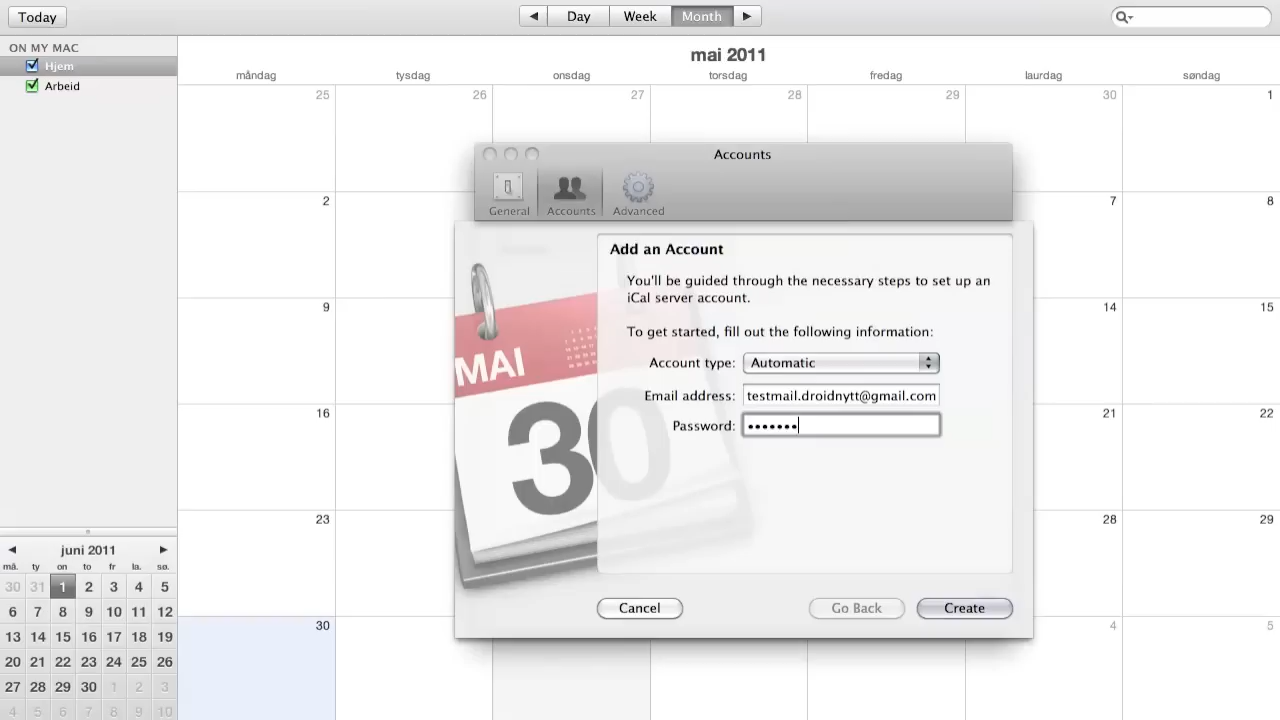 Today
◀ Day Week Month ▶
ON MY MAC
Hjem
Arbeid
mai 2011
måndag tysdag onsdag torsdag fredag laurdag søndag
25 26 27 28 29 30 1
2 7 8
9 14 15
16 21 22
23 28 29
30 4 5
Accounts
General Accounts Advanced
MAI
30
Add an Account
You'll be guided through the necessary steps to set up an
iCal server account.
To get started, fill out the following information:
Account type: Automatic
Email address: testmail.droidnytt@gmail.com
Password: •••••••
Cancel Go Back Create
◀ juni 2011 ▶
må. ty on to fr la. sø.
30 31 1 2 3 4 5
6 7 8 9 10 11 12
13 14 15 16 17 18 19
20 21 22 23 24 25 26
27 28 29 30 1 2 3
4 5 6 7 8 9 10